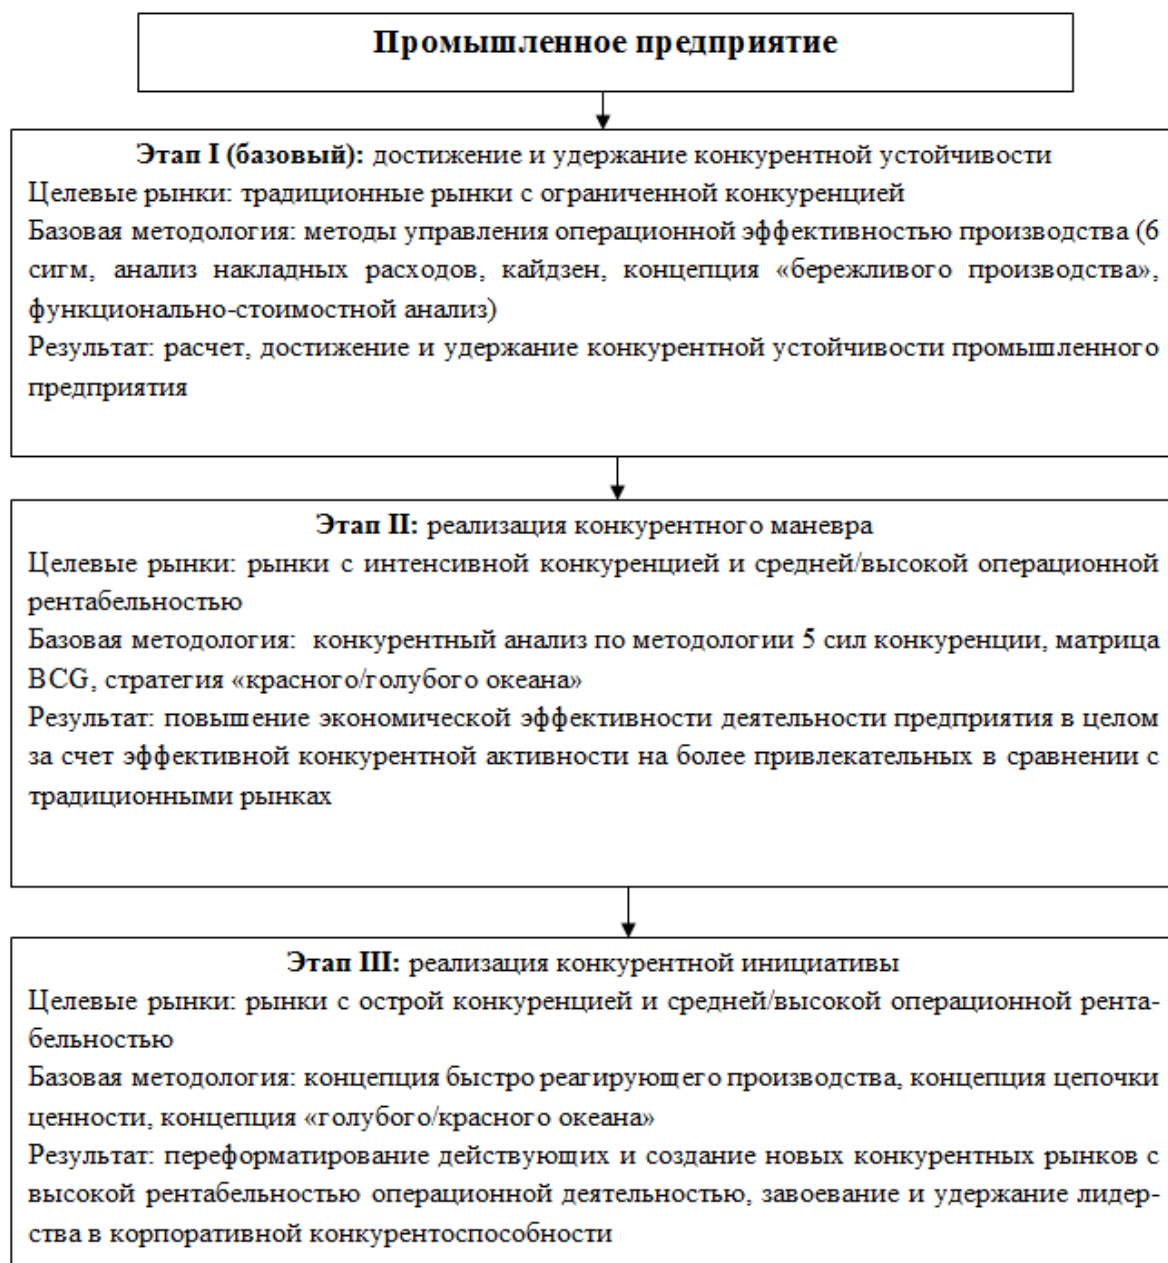 Промышленное предприятие
Этап I (базовый): достижение и удержание конкурентной устойчивости
Целевые рынки: традиционные рынки с ограниченной конкуренцией
Базовая методология: методы управления операционной эффективностью производства (6
сигм, анализ накладных расходов, кайдзен, концепция «бережливого производства»,
функционально-стоимостной анализ)
Результат: расчет, достижение и удержание конкурентной устойчивости промышленного
предприятия
Этап II: реализация конкурентного маневра
Целевые рынки: рынки с интенсивной конкуренцией и средней/высокой операционной
рентабельностью
Базовая методология: конкурентный анализ по методологии 5 сил конкуренции, матрица
BCG, стратегия «красного/голубого океана»
Результат: повышение экономической эффективности деятельности предприятия в целом
за счет эффективной конкурентной активности на более привлекательных в сравнении с
традиционными рынках
Этап III: реализация конкурентной инициативы
Целевые рынки: рынки с острой конкуренцией и средней/высокой операционной рента-
бельностью
Базовая методология: концепция быстро реагирующего производства, концепция цепочки
ценности, концепция «голубого/красного океана»
Результат: переформатирование действующих и создание новых конкурентных рынков с
высокой рентабельностью операционной деятельностью, завоевание и удержание лидер-
ства в корпоративной конкурентоспособности